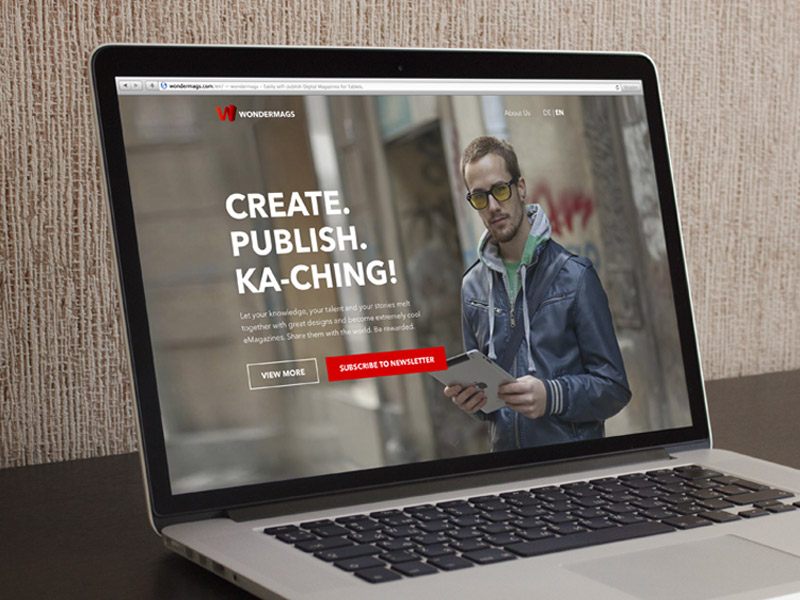 wondermags.com/en/ — wondermags – Easily self-publish Digital Magazines for Tablets.
WONDERMAGS
About Us DE | EN
CREATE.
PUBLISH.
KA-CHING!
Let your knowledge, your talent and your stories melt
together with great designs and become extremely cool
eMagazines. Share them with the world. Be rewarded.
VIEW MORE
SUBSCRIBE TO NEWSLETTER